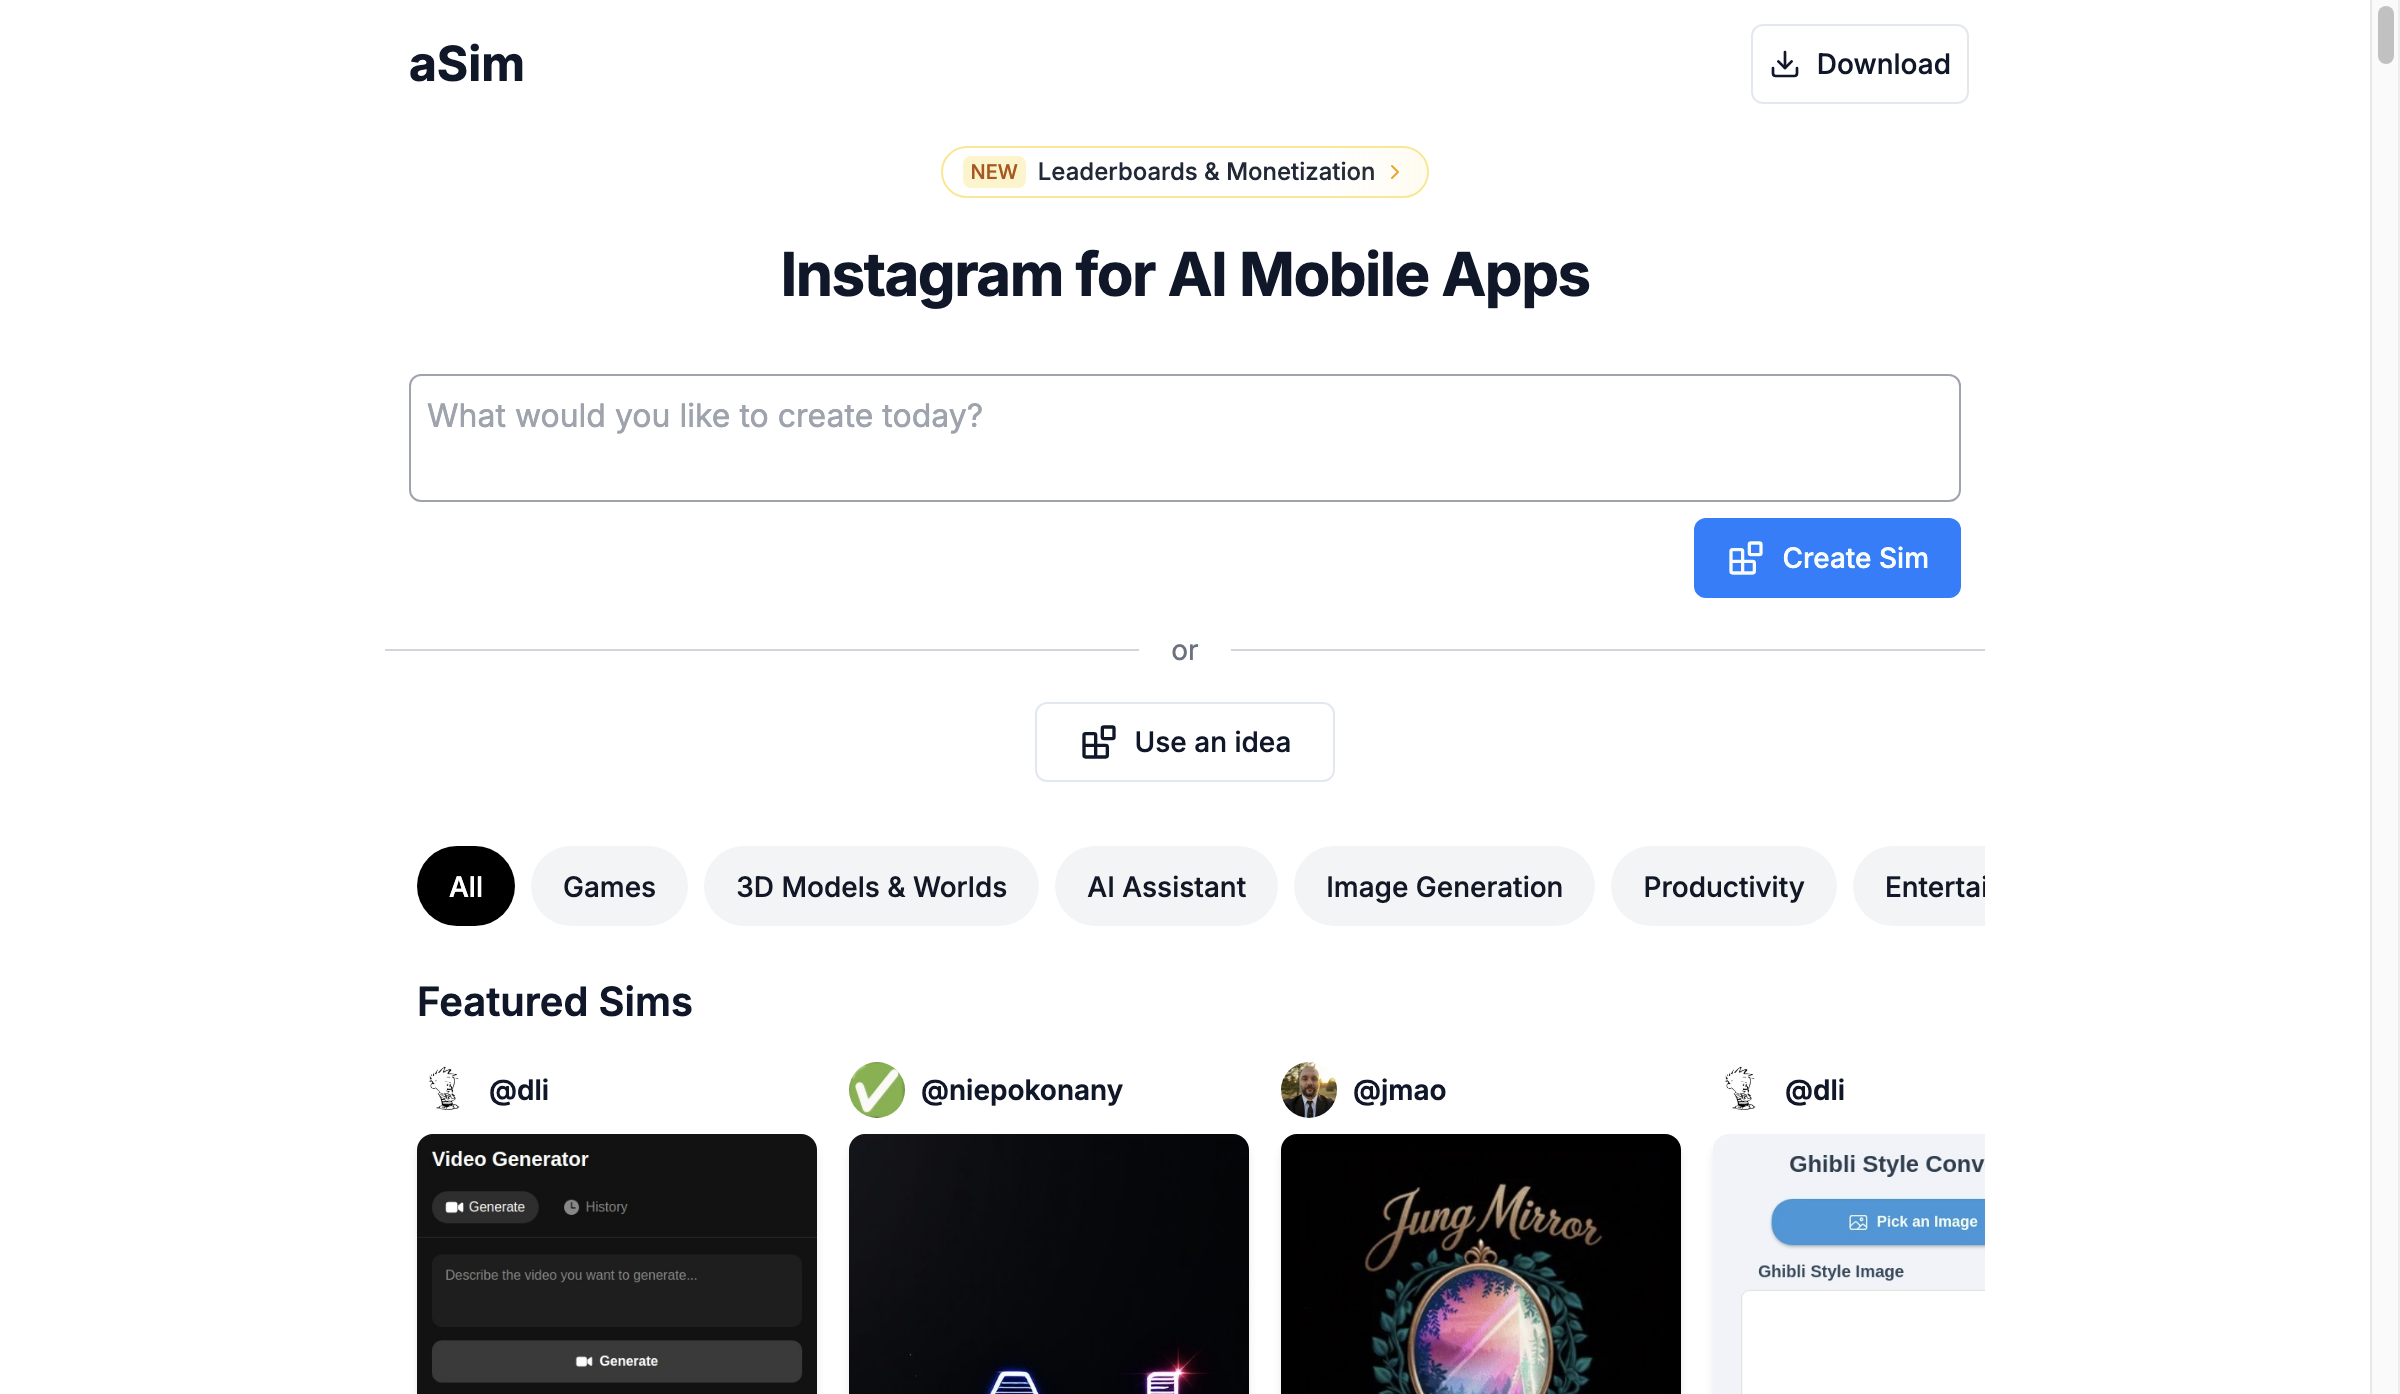 aSim
Download
NEW Leaderboards & Monetization
Instagram for AI Mobile Apps
What would you like to create today?
Create Sim
or
Use an idea
All Games 3D Models & Worlds AI Assistant Image Generation Productivity Entertai
Featured Sims
@dli @niepokonany @jmao @dli
Video Generator
Generate History
Describe the video you want to generate...
Generate
Jung Mirror
Ghibli Style Conv
Pick an Image
Ghibli Style Image